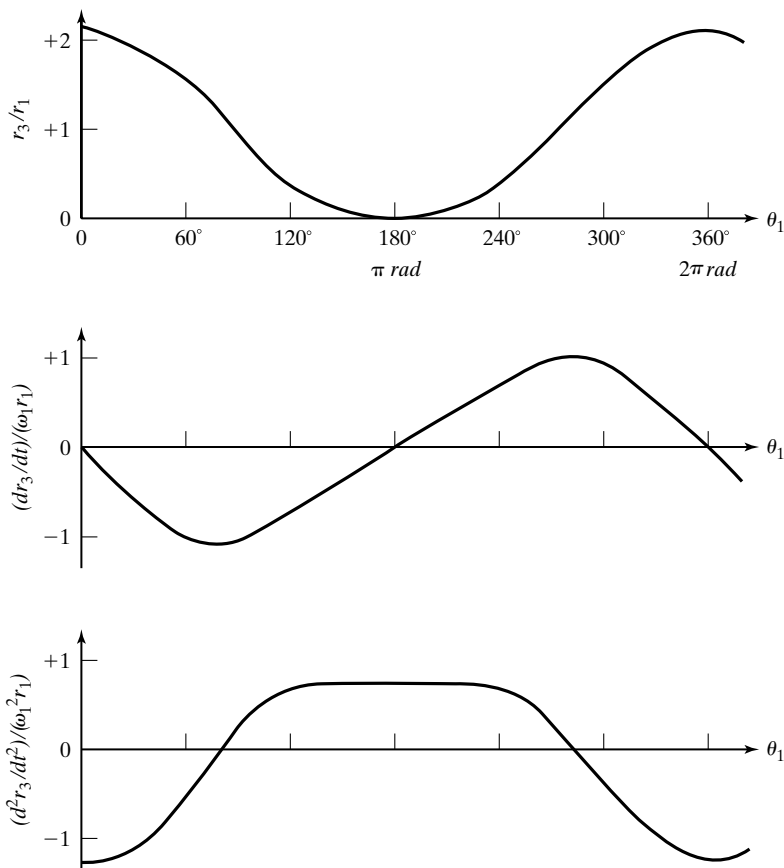 r₃/r₁
+2
+1
0
0 60° 120° 180° 240° 300° 360° θ₁
π rad 2π rad
(dr₃/dt)/(ω₁r₁)
+1
0 θ₁
−1
(d²r₃/dt²)/(ω₁²r₁)
+1
0 θ₁
−1